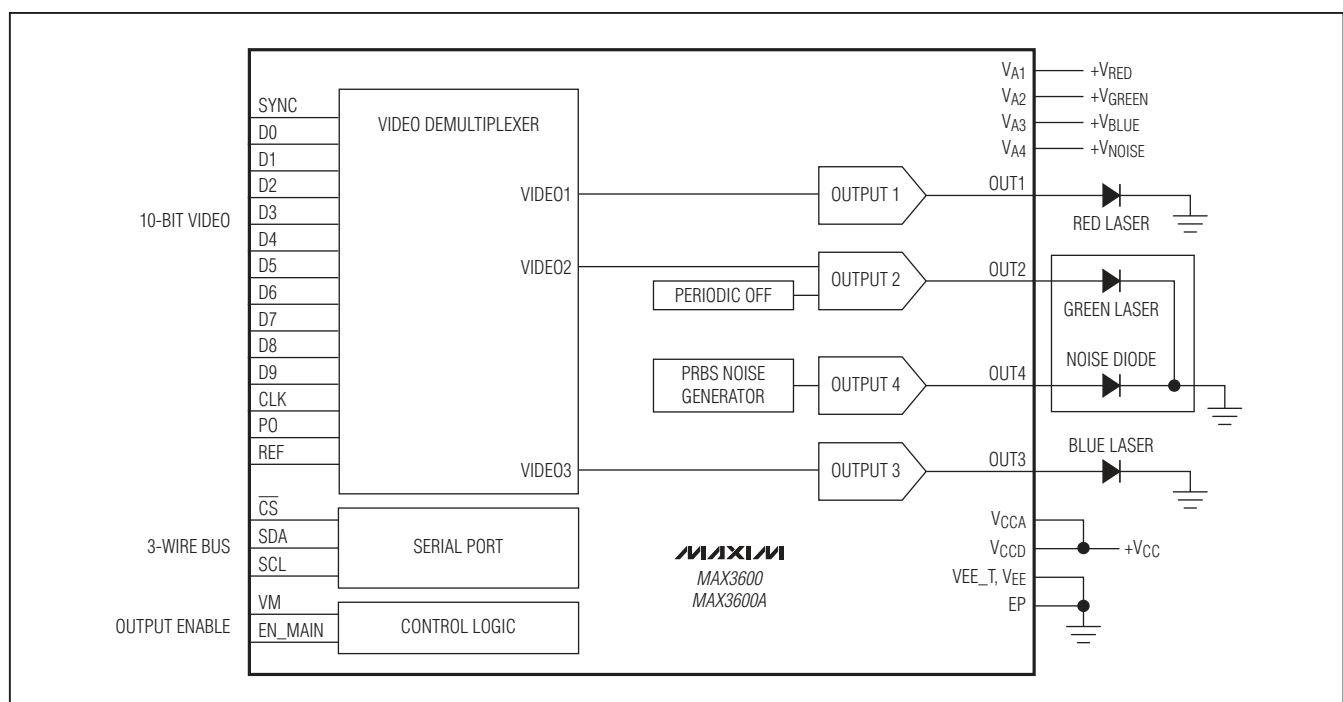 VA1
+VRED
VA2
+VGREEN
VA3
+VBLUE
VA4
+VNOISE
10-BIT VIDEO
SYNC
D0
D1
D2
D3
D4
D5
D6
D7
D8
D9
CLK
PO
REF
VIDEO DEMULTIPLEXER
VIDEO1
VIDEO2
VIDEO3
OUTPUT 1
OUT1
RED LASER
PERIODIC OFF
OUTPUT 2
OUT2
GREEN LASER
PRBS NOISE
GENERATOR
OUTPUT 4
OUT4
NOISE DIODE
OUTPUT 3
OUT3
BLUE LASER
3-WIRE BUS
CS
SDA
SCL
SERIAL PORT
OUTPUT ENABLE
VM
EN_MAIN
CONTROL LOGIC
MAXIM
MAX3600
MAX3600A
VCCA
VCCD
+VCC
VEE_T, VEE
EP